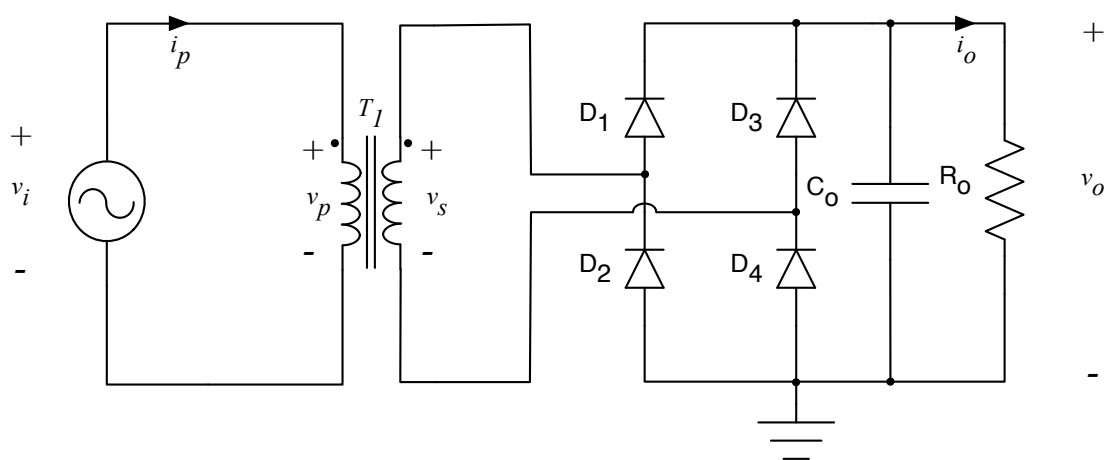 i_p
i_o
+
D_1
D_3
T_1
+
+
+
v_i
v_p
v_s
C_o
R_o
v_o
-
-
-
D_2
D_4
-